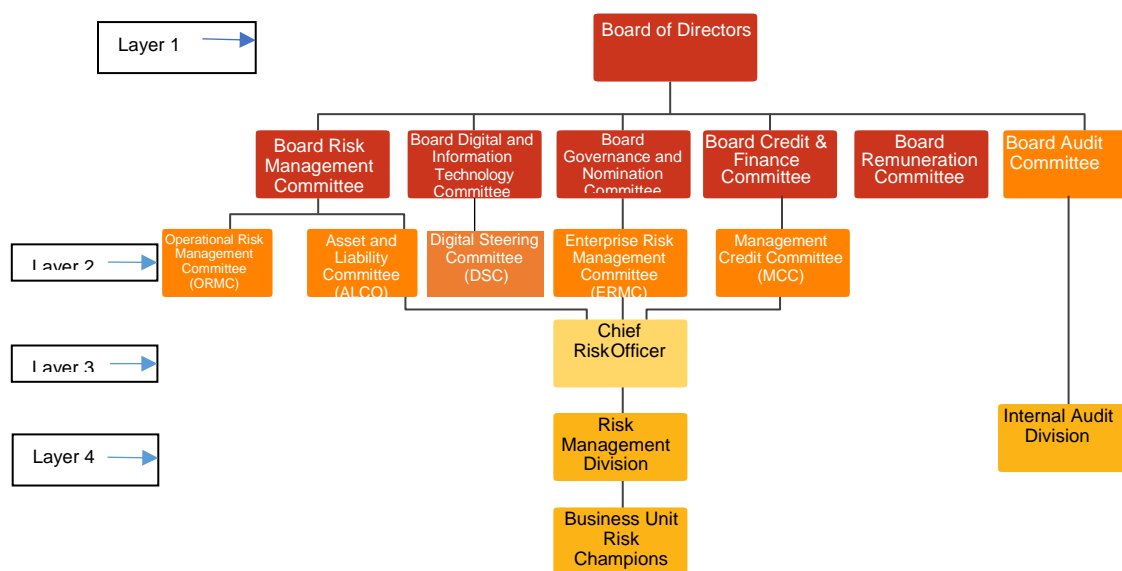 Layer 1
Board of Directors
Board Risk
Management
Committee
Board Digital and
Information
Technology
Committee
Board
Governance and
Nomination
Committee
Board Credit &
Finance
Committee
Board
Remuneration
Committee
Board Audit
Committee
Layer 2
Operational Risk
Management
Committee
(ORMC)
Asset and
Liability
Committee
(ALCO)
Digital Steering
Committee
(DSC)
Enterprise Risk
Management
Committee
(ERMC)
Management
Credit Committee
(MCC)
Layer 3
Chief
RiskOfficer
Layer 4
Risk
Management
Division
Internal Audit
Division
Business Unit
Risk
Champions